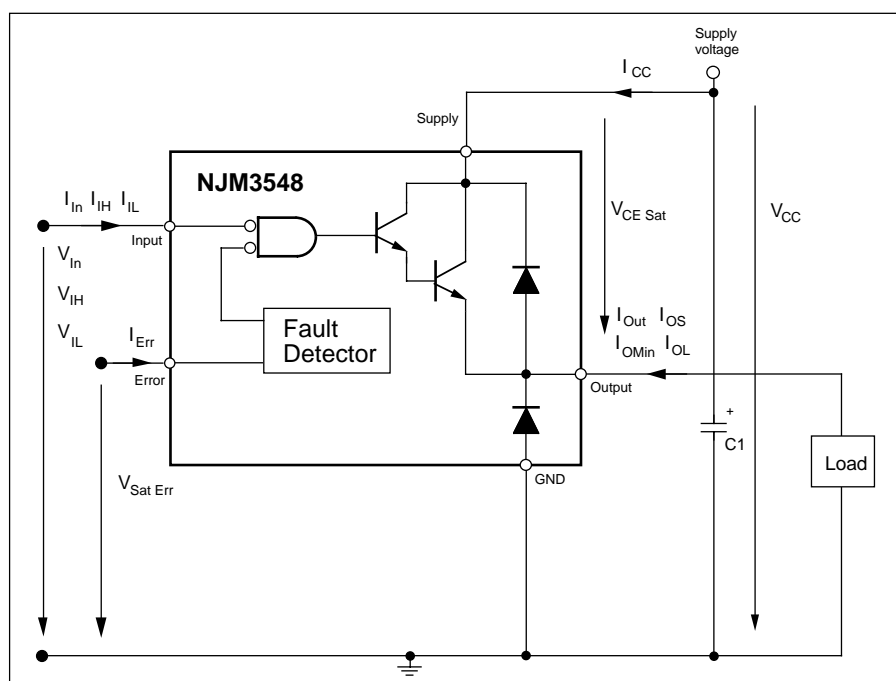 Supply
voltage
I CC
Supply
NJM3548
I In I IH I IL
Input
V In
V IH
V IL
V CE Sat
V CC
I Out I OS
I OMin I OL
I Err
Fault
Detector
Error
Output
+
C1
Load
GND
V Sat Err